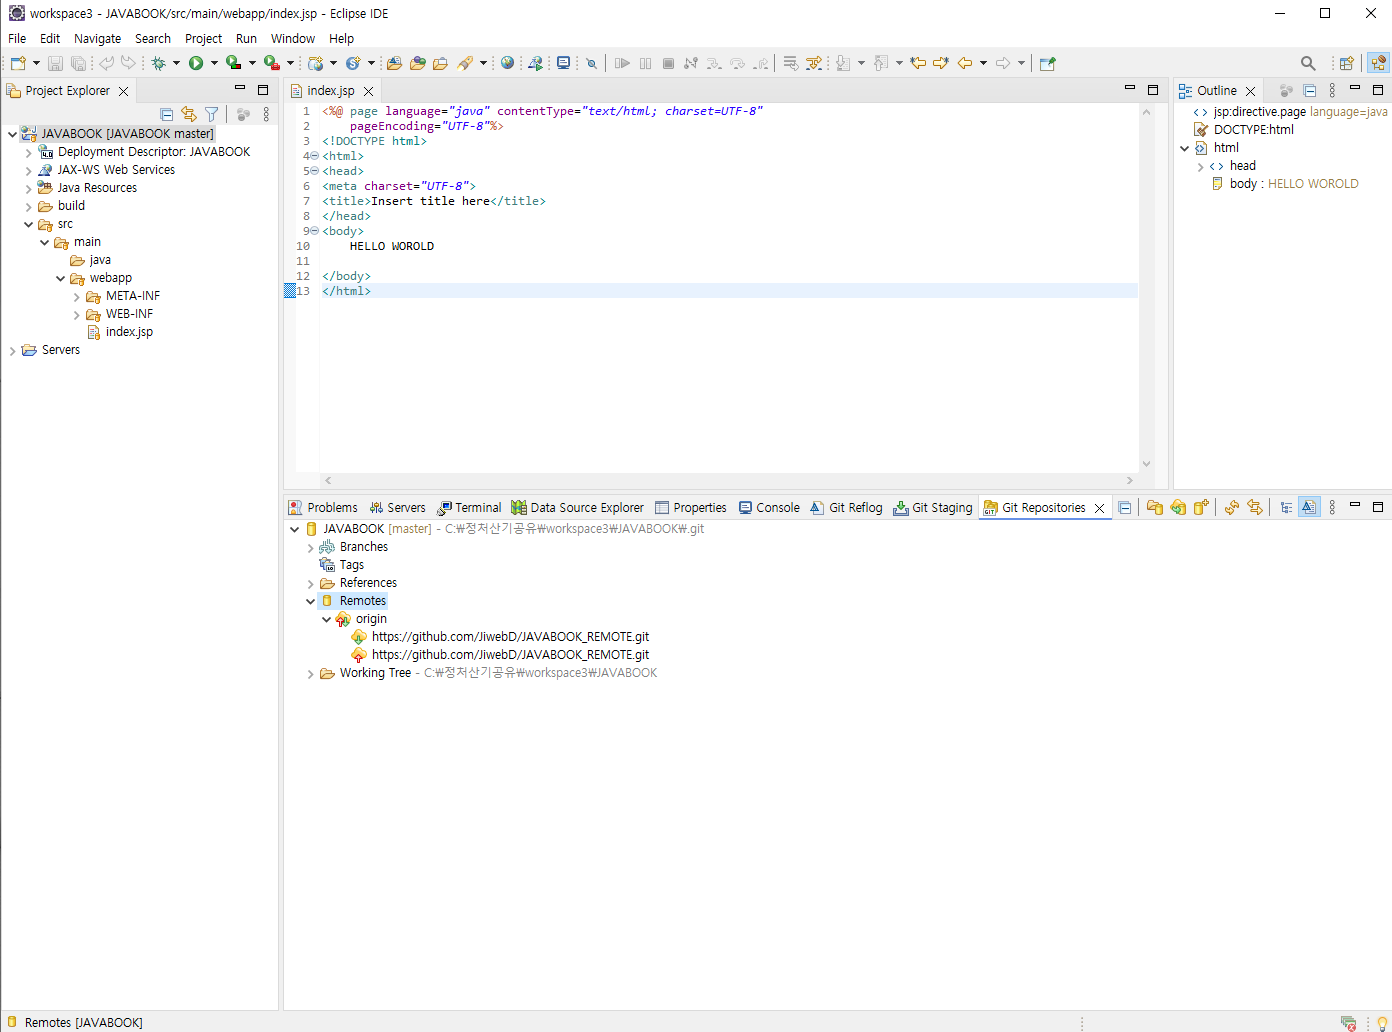 workspace3 - JAVABOOK/src/main/webapp/index.jsp - Eclipse IDE
File Edit Navigate Search Project Run Window Help
Project Explorer
JAVABOOK [JAVABOOK master]
Deployment Descriptor: JAVABOOK
JAX-WS Web Services
Java Resources
build
src
main
java
webapp
META-INF
WEB-INF
index.jsp
Servers
index.jsp
1 <%@ page language="java" contentType="text/html; charset=UTF-8"
2 pageEncoding="UTF-8"%>
3 <!DOCTYPE html>
4 <html>
5 <head>
6 <meta charset="UTF-8">
7 <title>Insert title here</title>
8 </head>
9 <body>
10 HELLO WOROLD
11
12 </body>
13 </html>
Outline
jsp:directive.page language=java
DOCTYPE:html
html
head
body : HELLO WOROLD
Problems Servers Terminal Data Source Explorer Properties Console Git Reflog Git Staging Git Repositories
JAVABOOK [master] - C:₩정처산기공유₩workspace3₩JAVABOOK₩.git
Branches
Tags
References
Remotes
origin
https://github.com/JiwebD/JAVABOOK_REMOTE.git
https://github.com/JiwebD/JAVABOOK_REMOTE.git
Working Tree - C:₩정처산기공유₩workspace3₩JAVABOOK
Remotes [JAVABOOK]